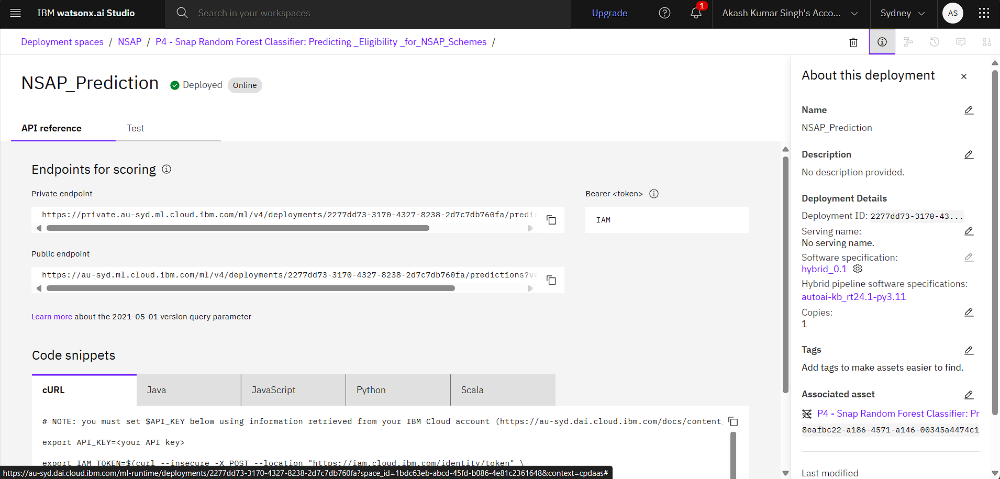 IBM watsonx.ai Studio
Search in your workspaces
Upgrade
1
Akash Kumar Singh's Acco...
Sydney
AS
Deployment spaces / NSAP / P4 - Snap Random Forest Classifier: Predicting _Eligibility _for_NSAP_Schemes /
NSAP_Prediction
Deployed
Online
API reference
Test
Endpoints for scoring
Private endpoint
https://private.au-syd.ml.cloud.ibm.com/ml/v4/deployments/2277dd73-3170-4327-8238-2d7c7db760fa/predic
Bearer <token>
IAM
Public endpoint
https://au-syd.ml.cloud.ibm.com/ml/v4/deployments/2277dd73-3170-4327-8238-2d7c7db760fa/predictions?ve
Learn more about the 2021-05-01 version query parameter
Code snippets
cURL
Java
JavaScript
Python
Scala
# NOTE: you must set $API_KEY below using information retrieved from your IBM Cloud account (https://au-syd.dai.cloud.ibm.com/docs/content/
export API_KEY=<your API key>
export IAM_TOKEN=$(curl --insecure -X POST --location "https://iam.cloud.ibm.com/identity/token" \
https://au-syd.dai.cloud.ibm.com/ml-runtime/deployments/2277dd73-3170-4327-8238-2d7c7db760fa?space_id=1bdc63eb-abcd-45fd-b086-4e81c2361648&context=cpdaas#
About this deployment
Name
NSAP_Prediction
Description
No description provided.
Deployment Details
Deployment ID: 2277dd73-3170-43...
Serving name:
No serving name.
Software specification:
hybrid_0.1
Hybrid pipeline software specifications:
autoai-kb_rt24.1-py3.11
Copies:
1
Tags
Add tags to make assets easier to find.
Associated asset
P4 - Snap Random Forest Classifier: Pr
8eafbc22-a186-4571-a146-00345a4474c1
Last modified